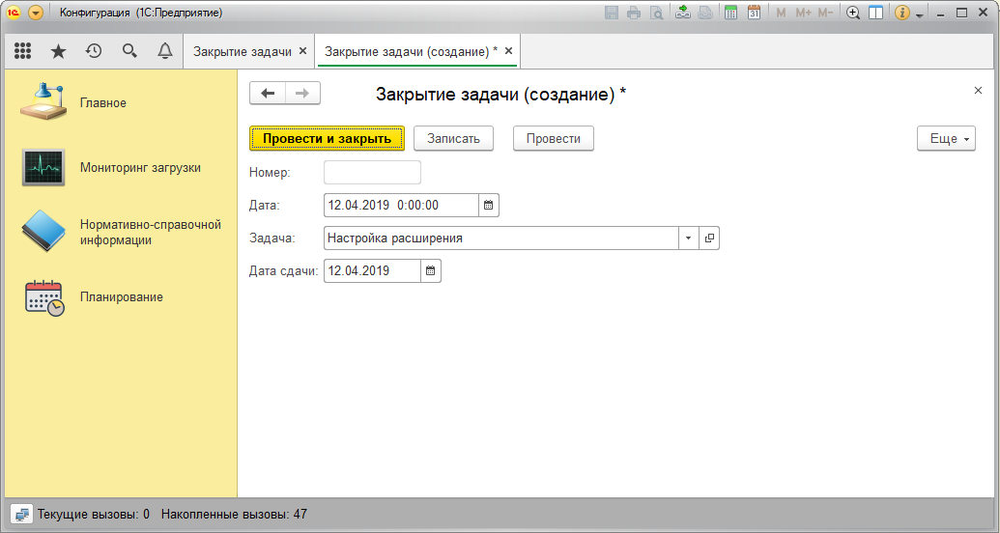 Конфигурация (1С:Предприятие)
31 M M+ M- i
Закрытие задачи × Закрытие задачи (создание) * ×
Главное
Мониторинг загрузки
Нормативно-справочной
информации
Планирование
Закрытие задачи (создание) *
Провести и закрыть Записать Провести Еще
Номер:
Дата: 12.04.2019 0:00:00
Задача: Настройка расширения
Дата сдачи: 12.04.2019
Текущие вызовы: 0 Накопленные вызовы: 47